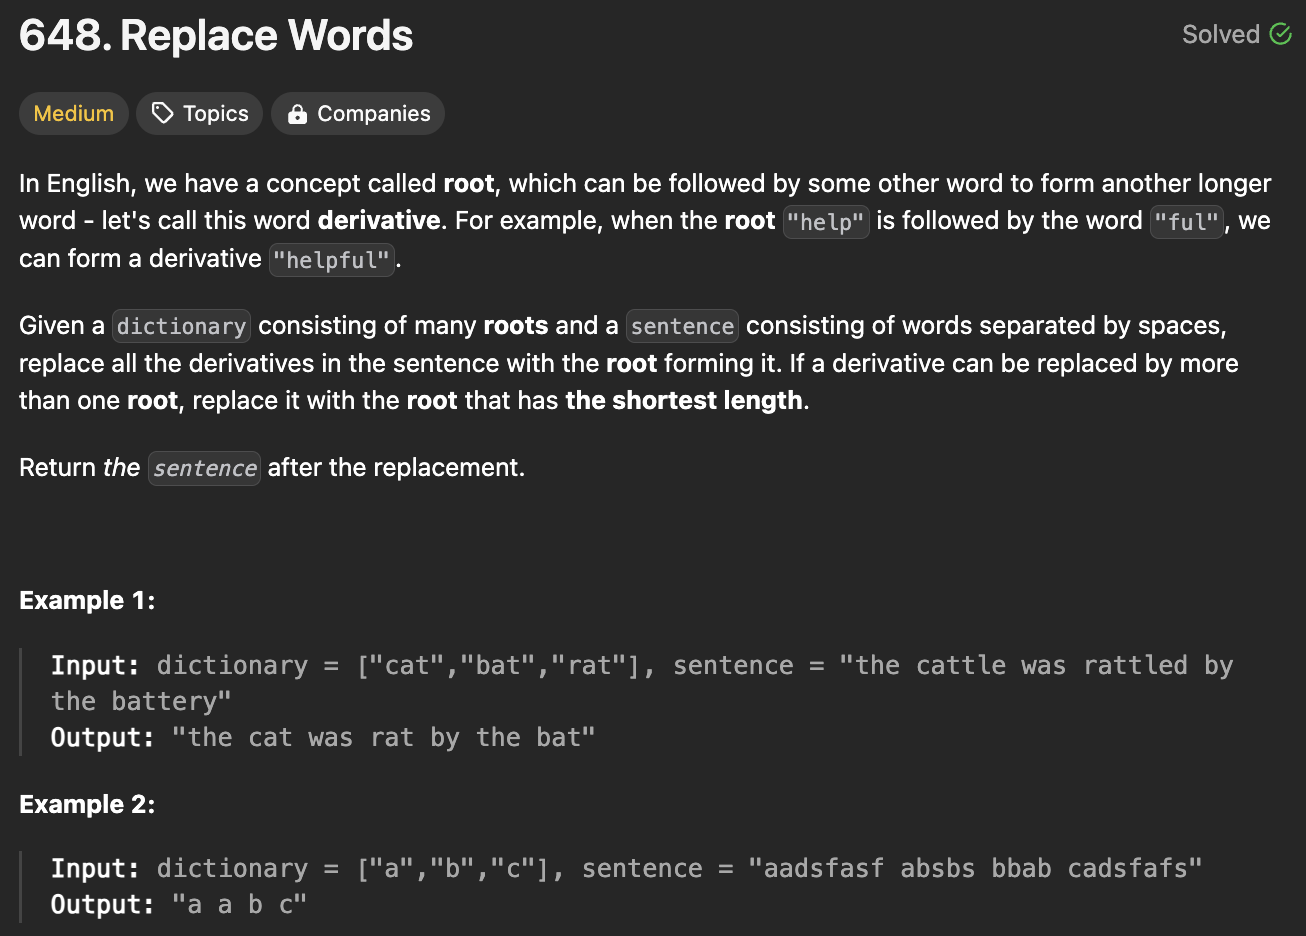 648. Replace Words
Solved
Medium
Topics
Companies
In English, we have a concept called root, which can be followed by some other word to form another longer
word - let's call this word derivative. For example, when the root "help" is followed by the word "ful", we
can form a derivative "helpful".
Given a dictionary consisting of many roots and a sentence consisting of words separated by spaces,
replace all the derivatives in the sentence with the root forming it. If a derivative can be replaced by more
than one root, replace it with the root that has the shortest length.
Return the sentence after the replacement.
Example 1:
Input: dictionary = ["cat","bat","rat"], sentence = "the cattle was rattled by
the battery"
Output: "the cat was rat by the bat"
Example 2:
Input: dictionary = ["a","b","c"], sentence = "aadsfasf absbs bbab cadsfafs"
Output: "a a b c"